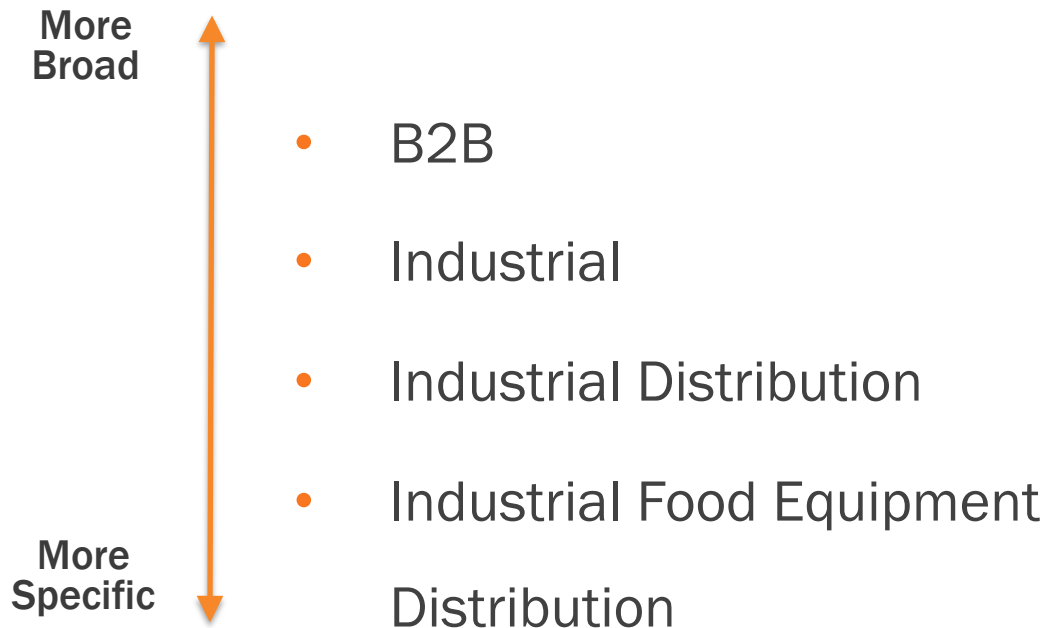 More
Broad
• B2B
• Industrial
• Industrial Distribution
• Industrial Food Equipment
Distribution
More
Specific